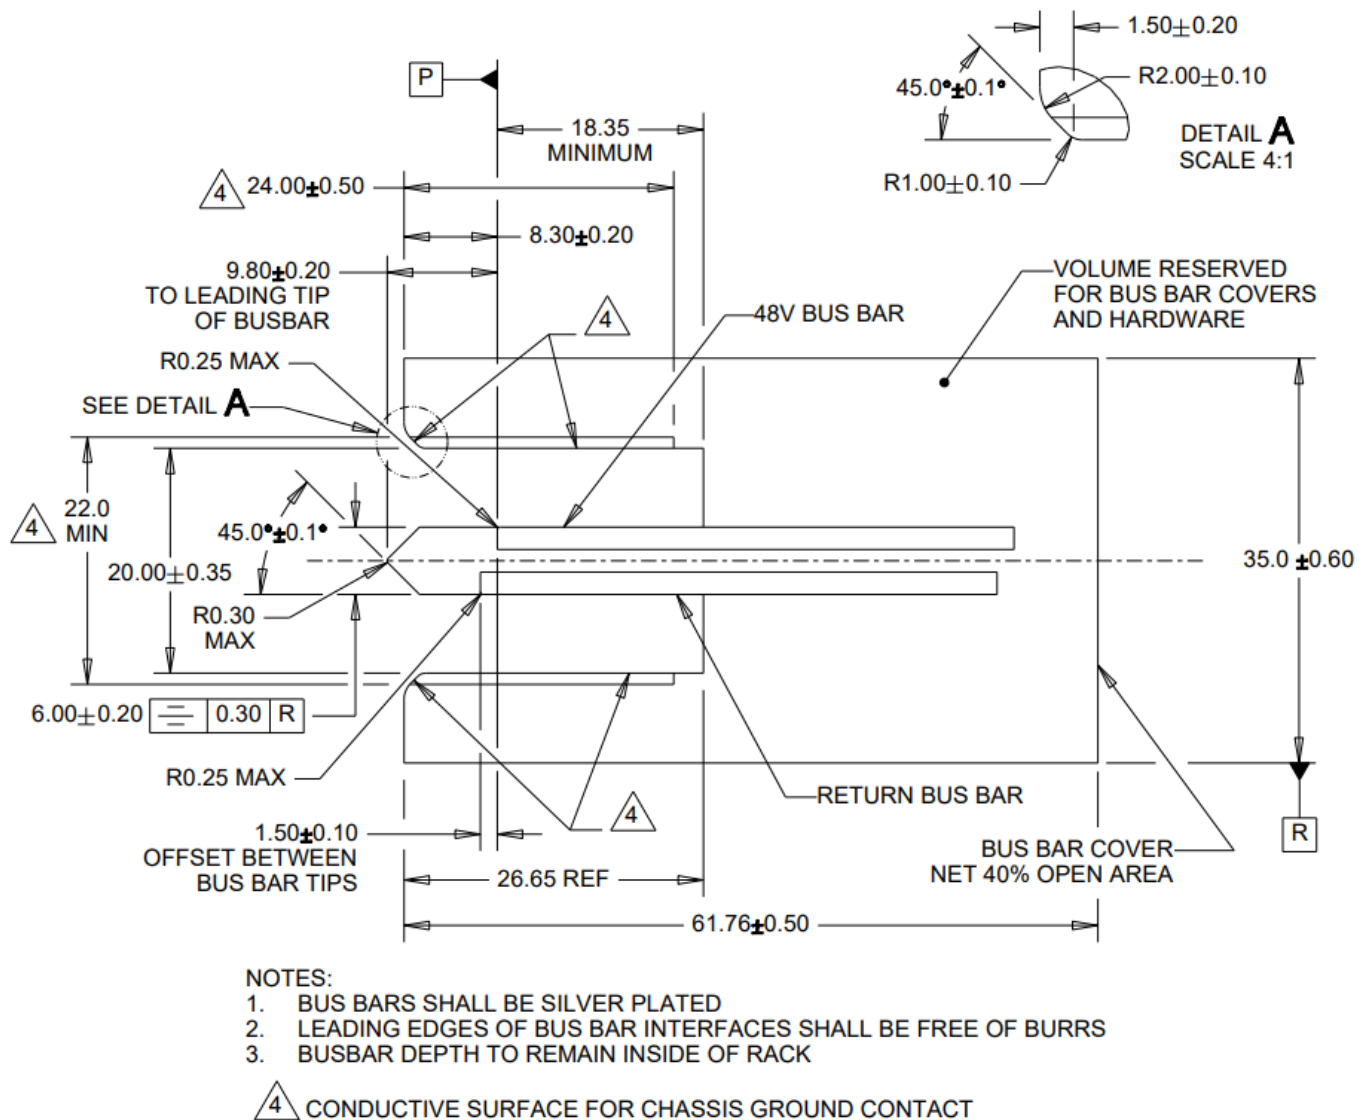 1.50±0.20
P
45.0°±0.1°
R2.00±0.10
18.35
MINIMUM
DETAIL A
SCALE 4:1
4 24.00±0.50
R1.00±0.10
8.30±0.20
9.80±0.20
TO LEADING TIP
OF BUSBAR
VOLUME RESERVED
FOR BUS BAR COVERS
AND HARDWARE
4
48V BUS BAR
R0.25 MAX
SEE DETAIL A
4 22.0
MIN
45.0°±0.1°
20.00±0.35
35.0 ±0.60
R0.30
MAX
6.00±0.20 ⌯ 0.30 R
R0.25 MAX
RETURN BUS BAR
4
1.50±0.10
OFFSET BETWEEN
BUS BAR TIPS
R
BUS BAR COVER
NET 40% OPEN AREA
26.65 REF
61.76±0.50
NOTES:
1. BUS BARS SHALL BE SILVER PLATED
2. LEADING EDGES OF BUS BAR INTERFACES SHALL BE FREE OF BURRS
3. BUSBAR DEPTH TO REMAIN INSIDE OF RACK
4 CONDUCTIVE SURFACE FOR CHASSIS GROUND CONTACT